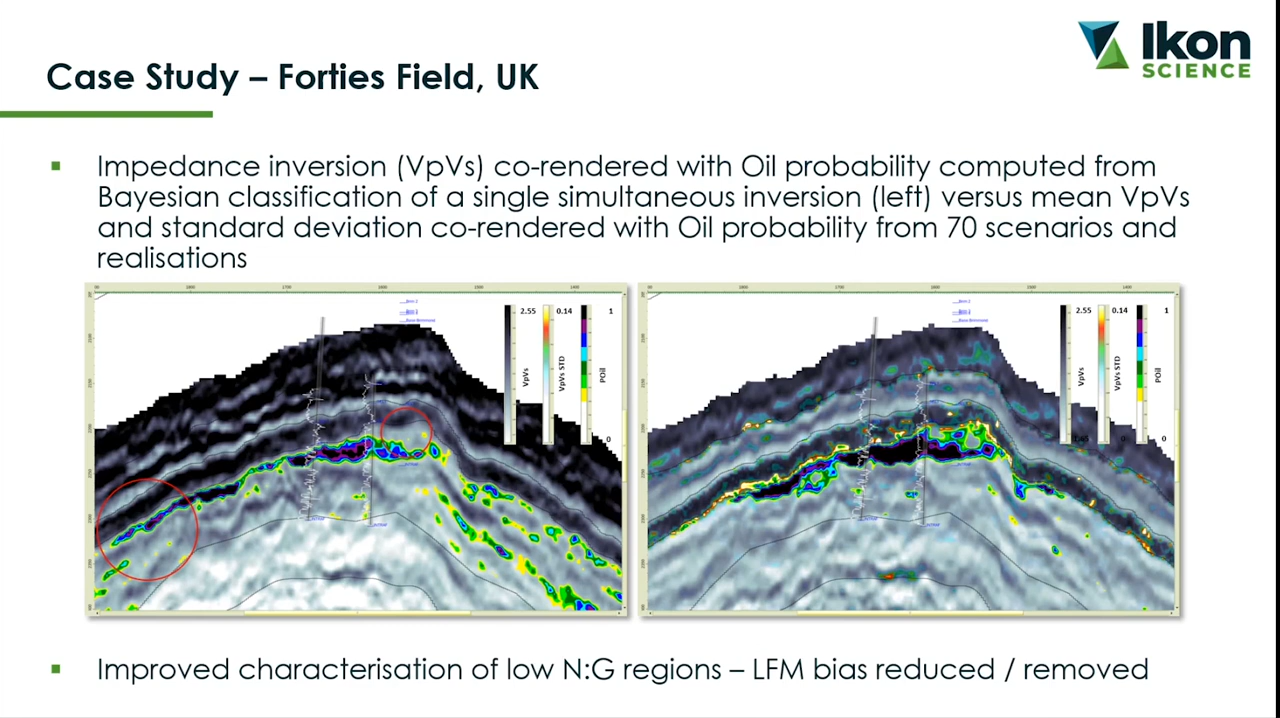 Ikon
SCIENCE
Case Study – Forties Field, UK
Impedance inversion (VpVs) co-rendered with Oil probability computed from
Bayesian classification of a single simultaneous inversion (left) versus mean VpVs
and standard deviation co-rendered with Oil probability from 70 scenarios and
realisations
2.55 0.14 1
VpVs
VpVs STD
POil
0
2.55 0.14 1
VpVs
VpVs STD
POil
0 0
Improved characterisation of low N:G regions – LFM bias reduced / removed